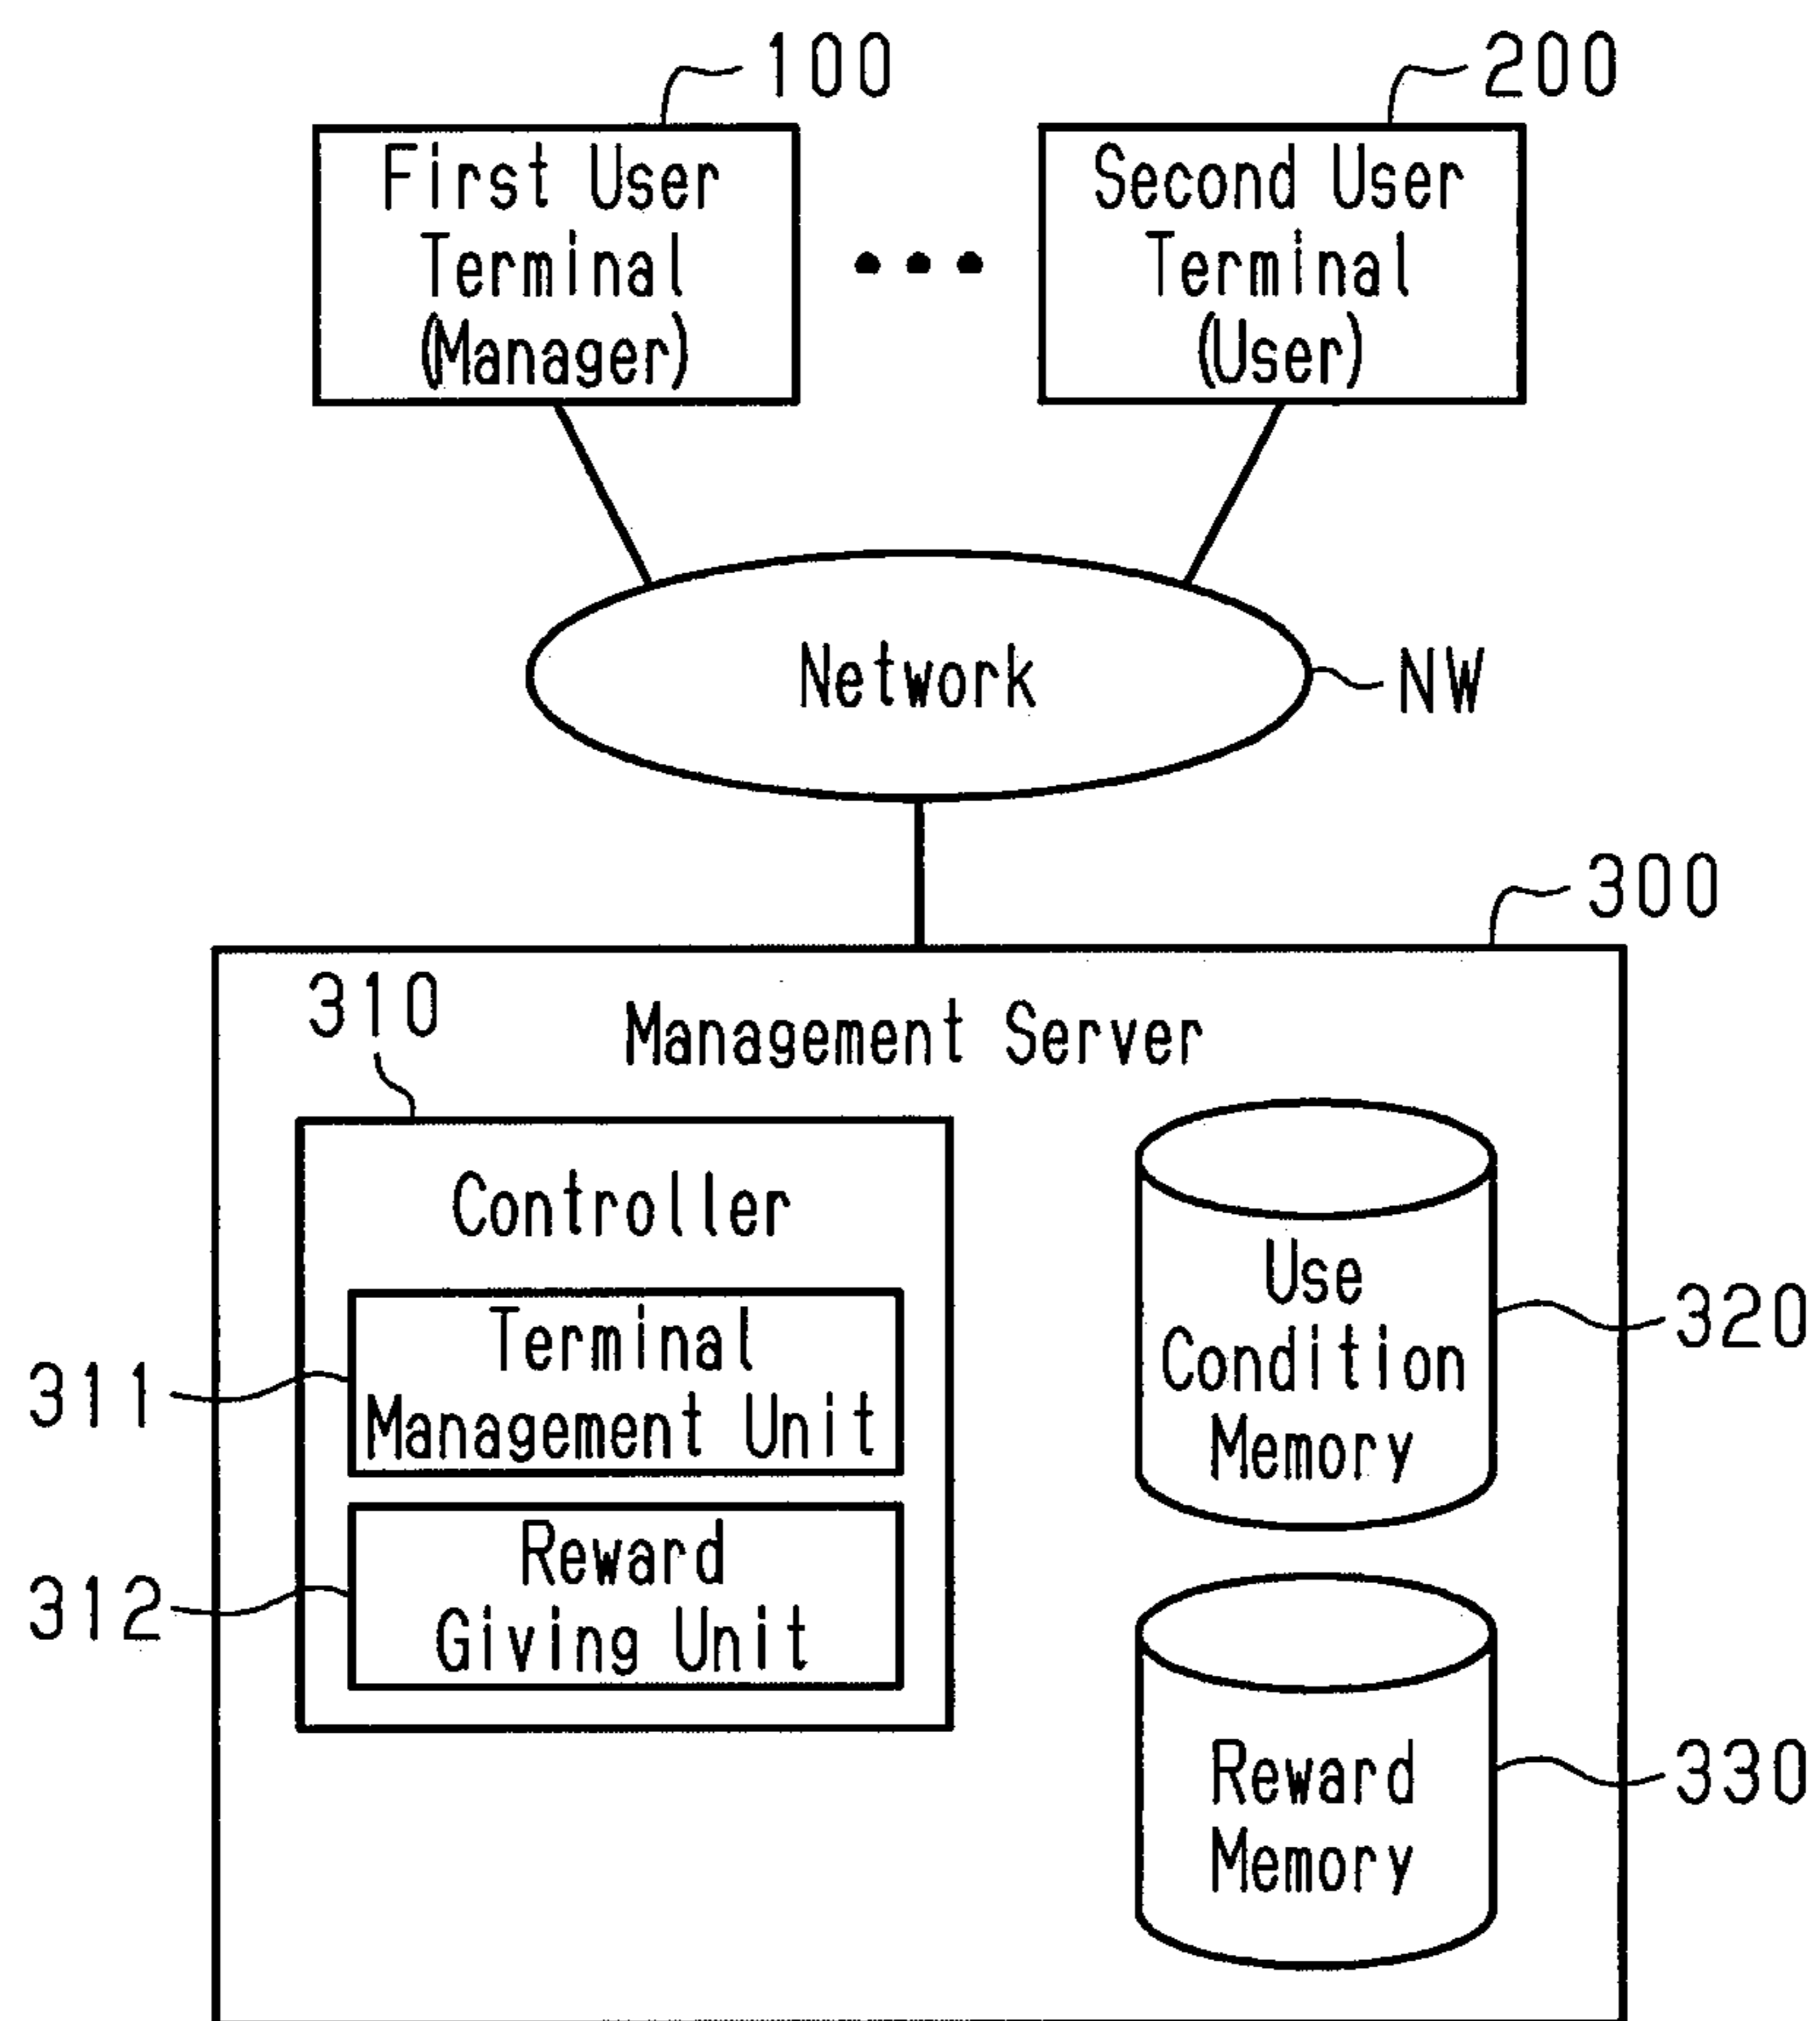 100
200
First User
Terminal
(Manager)
Second User
Terminal
(User)
Network
NW
300
Management Server
310
Controller
Terminal
Management Unit
311
Reward
Giving Unit
312
Use
Condition
Memory
320
Reward
Memory
330